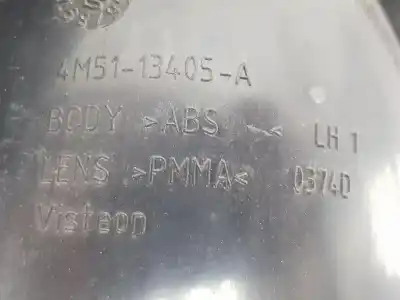 4M51-13405-A
BODY >ABS< LH 1
LENS >PMMA< 03740
Visteon